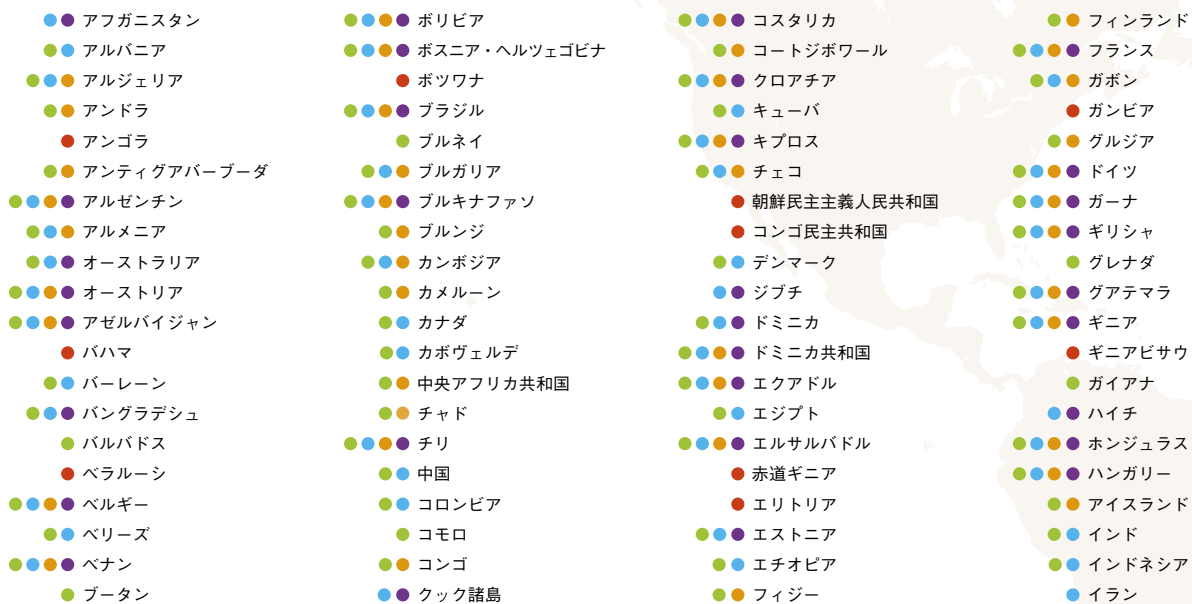 アフガニスタン
アルバニア
アルジェリア
アンドラ
アンゴラ
アンティグアバーブーダ
アルゼンチン
アルメニア
オーストラリア
オーストリア
アゼルバイジャン
バハマ
バーレーン
バングラデシュ
バルバドス
ベラルーシ
ベルギー
ベリーズ
ベナン
ブータン
ボリビア
ボスニア・ヘルツェゴビナ
ボツワナ
ブラジル
ブルネイ
ブルガリア
ブルキナファソ
ブルンジ
カンボジア
カメルーン
カナダ
カボヴェルデ
中央アフリカ共和国
チャド
チリ
中国
コロンビア
コモロ
コンゴ
クック諸島
コスタリカ
コートジボワール
クロアチア
キューバ
キプロス
チェコ
朝鮮民主主義人民共和国
コンゴ民主共和国
デンマーク
ジブチ
ドミニカ
ドミニカ共和国
エクアドル
エジプト
エルサルバドル
赤道ギニア
エリトリア
エストニア
エチオピア
フィジー
フィンランド
フランス
ガボン
ガンビア
グルジア
ドイツ
ガーナ
ギリシャ
グレナダ
グアテマラ
ギニア
ギニアビサウ
ガイアナ
ハイチ
ホンジュラス
ハンガリー
アイスランド
インド
インドネシア
イラン